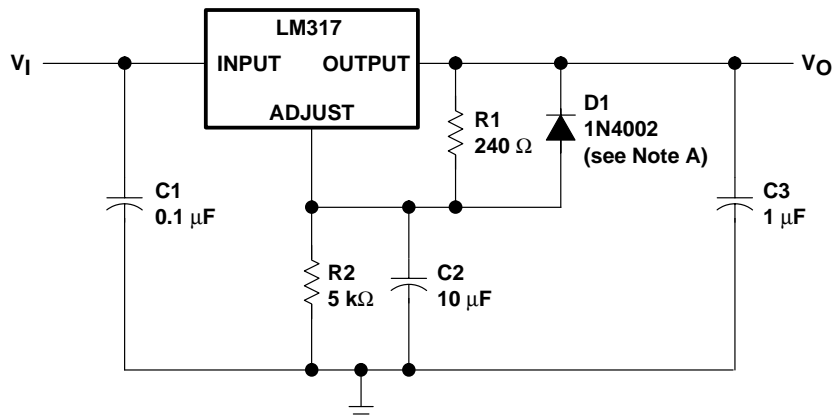 LM317
V_I
INPUT
OUTPUT
V_O
ADJUST
R1
240 Ω
D1
1N4002
(see Note A)
C1
0.1 µF
C3
1 µF
R2
5 kΩ
C2
10 µF